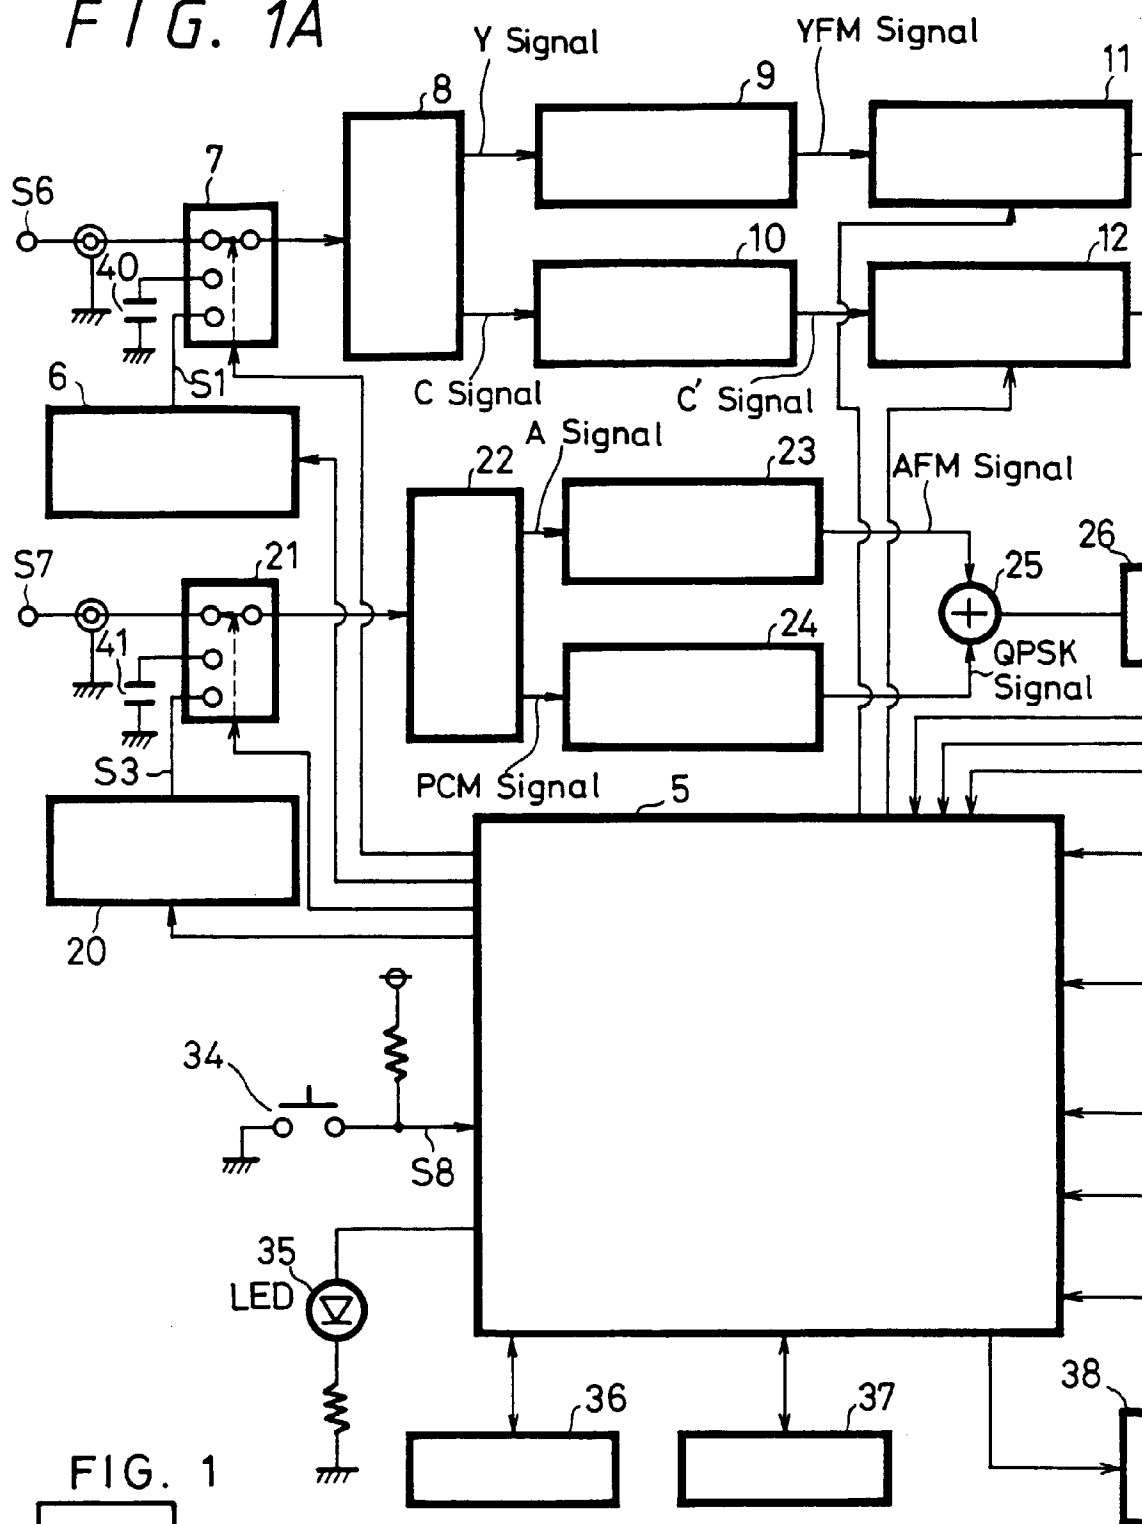 FIG. 1A
Y Signal
YFM Signal
8
9
11
7
S6
10
12
40
6
S1
C Signal
C' Signal
A Signal
22
23
AFM Signal
S7
21
26
25
41
24
QPSK
Signal
S3
PCM Signal
5
20
34
S8
35
LED
36
37
38
FIG. 1